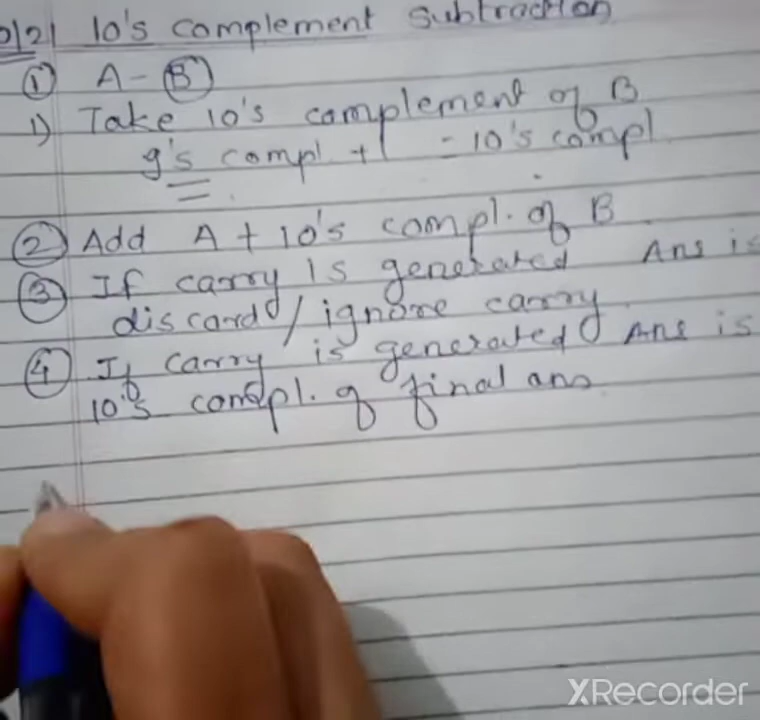 10's complement subtraction
① A - B
1) Take 10's complement of B
9's compl + 1 = 10's compl
② Add A + 10's compl. of B
③ If carry is generated Ans is
discard / ignore carry
④ If carry is generated Ans is
10's compl. of final ans
XRecorder